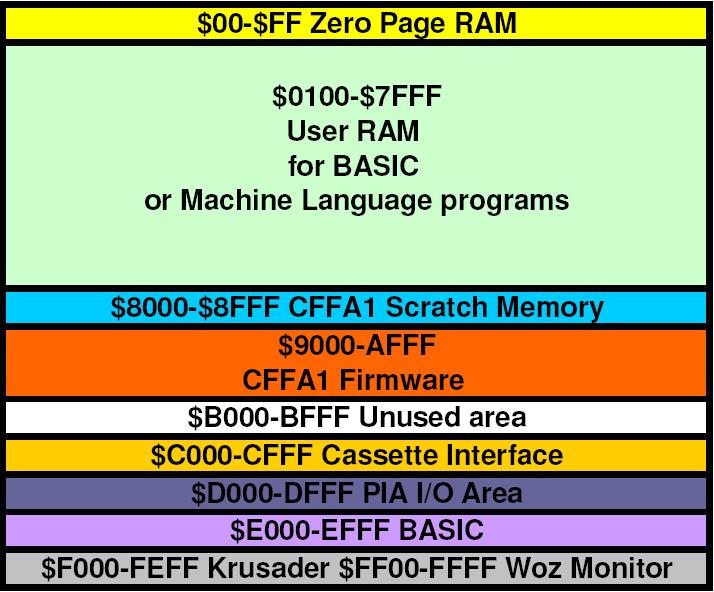 $00-$FF Zero Page RAM
$0100-$7FFF
User RAM
for BASIC
or Machine Language programs
$8000-$8FFF CFFA1 Scratch Memory
$9000-AFFF
CFFA1 Firmware
$B000-BFFF Unused area
$C000-CFFF Cassette Interface
$D000-DFFF PIA I/O Area
$E000-EFFF BASIC
$F000-FEFF Krusader $FF00-FFFF Woz Monitor